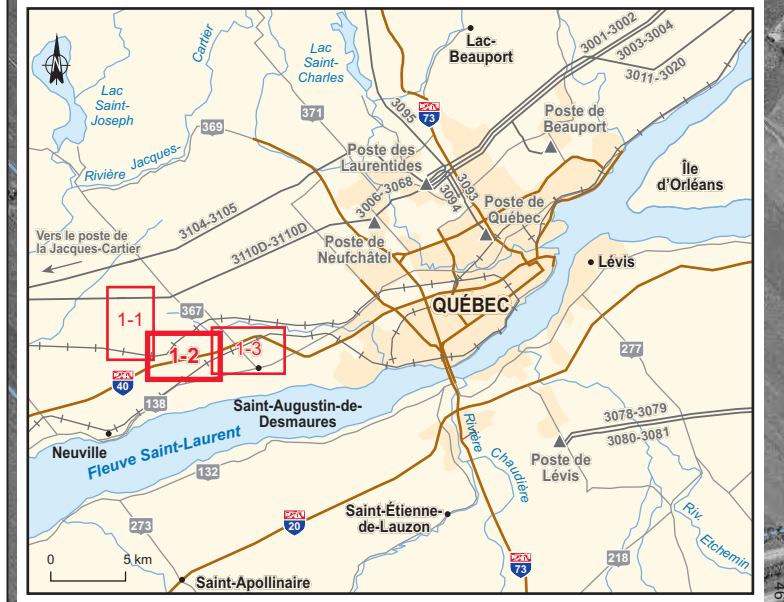 Lac-
Beauport
3001-3002
3003-3004
3011-3020
Cartier
Lac
Saint-
Charles
Lac
Saint-
Joseph
371
369
3095
73
Poste de
Beauport
Rivière Jacques-
Poste des
Laurentides
3093
3094
3006-3068
Île
d'Orléans
Poste de
Québec
3104-3105
Vers le poste de
la Jacques-Cartier
3110D-3110D
Poste de
Neufchâtel
Lévis
QUÉBEC
367
1-1
1-2
1-3
40
138
277
Saint-Augustin-de-
Desmaures
Neuville
Fleuve Saint-Laurent
132
3078-3079
3080-3081
Rivière
Chaudière
Poste de
Lévis
Saint-Étienne-
de-Lauzon
20
273
Riv. Etchemin
0 5 km
73
218
Saint-Apollinaire